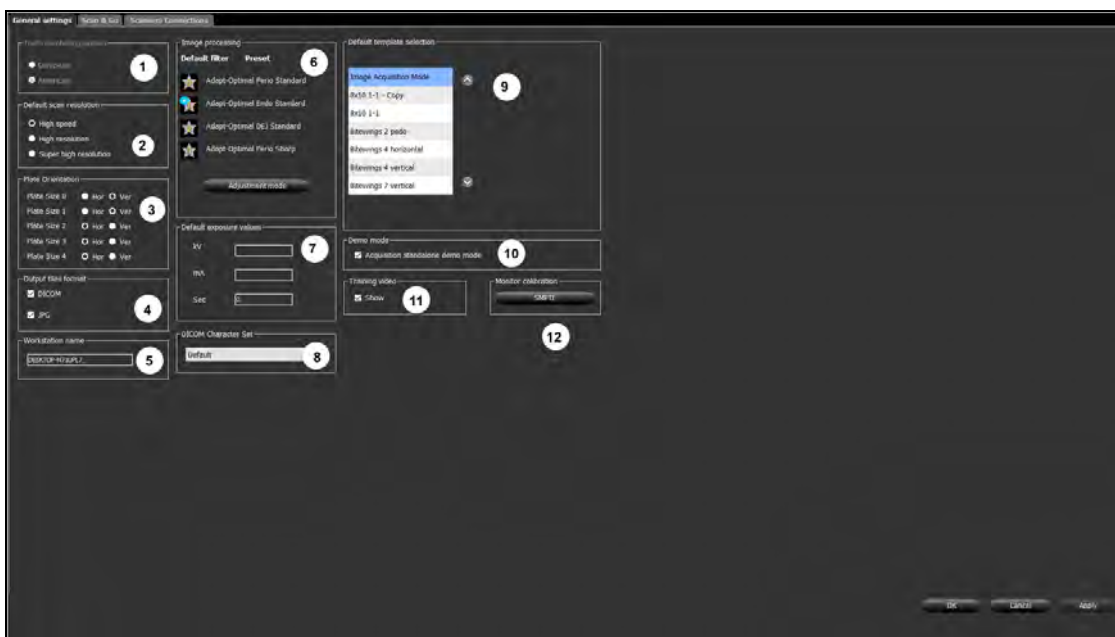 General settings Scan & Go Scanners Connections
Tooth numbering system
European
American
1
Default scan resolution
High speed
High resolution
Super high resolution
2
Plate Orientation
Plate Size 0 Hor Ver
Plate Size 1 Hor Ver
Plate Size 2 Hor Ver
Plate Size 3 Hor Ver
Plate Size 4 Hor Ver
3
Output files format
DICOM
JPG
4
Workstation name
5
Image processing
Default filter Preset
6
Adapt-Optimal Perio Standard
Adapt-Optimal Endo Standard
Adapt-Optimal DEJ Standard
Adapt-Optimal Perio Sharp
Adjustment mode
Default exposure values
kV
mA
Sec 0
7
DICOM Character Set
Default
8
Default template selection
Image Acquisition Mode
8x10 1-1 - Copy
8x10 1-1
Bitewings 2 pedo
Bitewings 4 horizontal
Bitewings 4 vertical
Bitewings 7 vertical
9
Demo mode
Acquisition standalone demo mode
10
Training video
Show
11
Monitor calibration
SMPTE
12
OK Cancel Apply